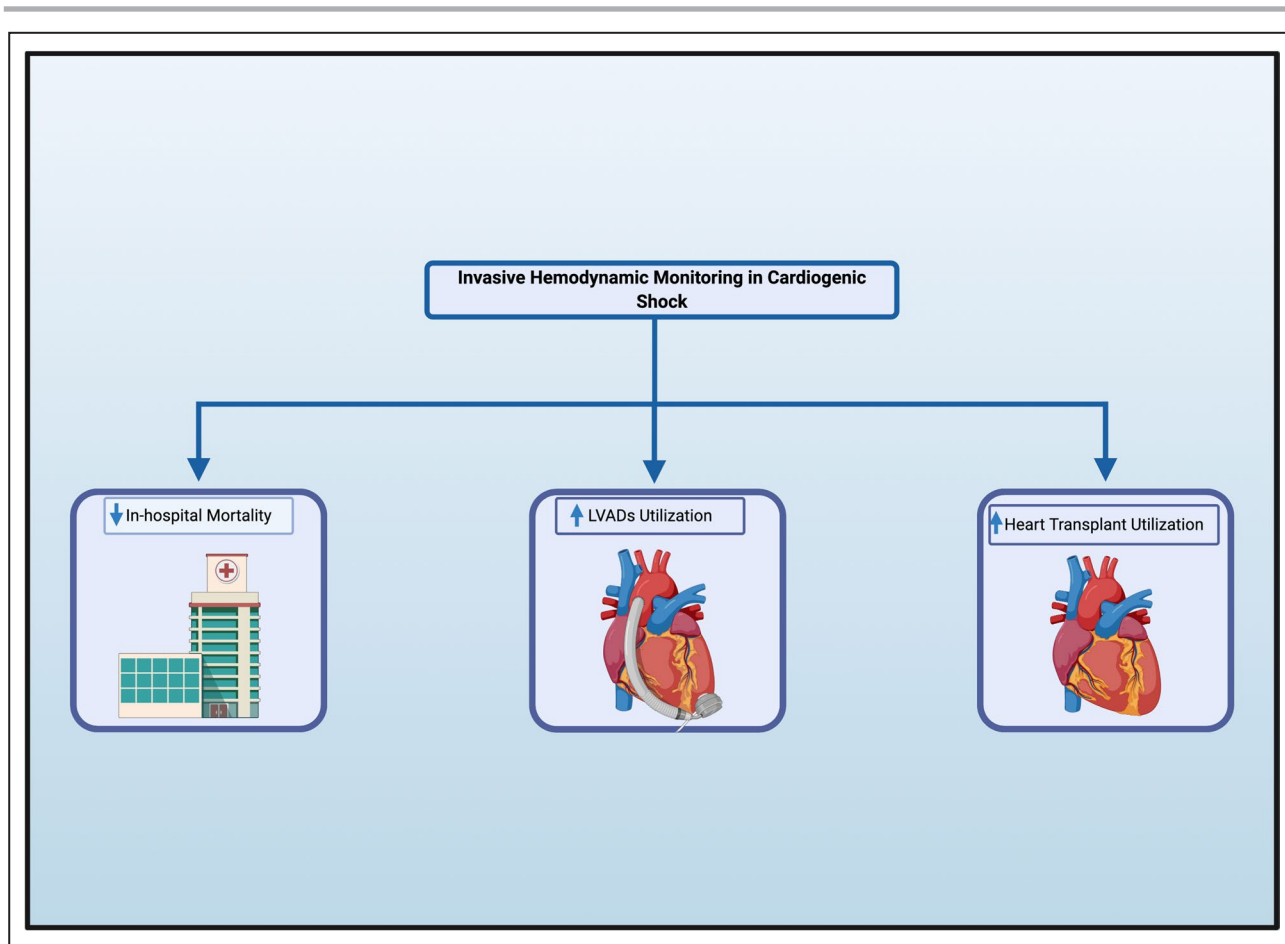 Invasive Hemodynamic Monitoring in Cardiogenic
Shock
In-hospital Mortality
LVADs Utilization
Heart Transplant Utilization